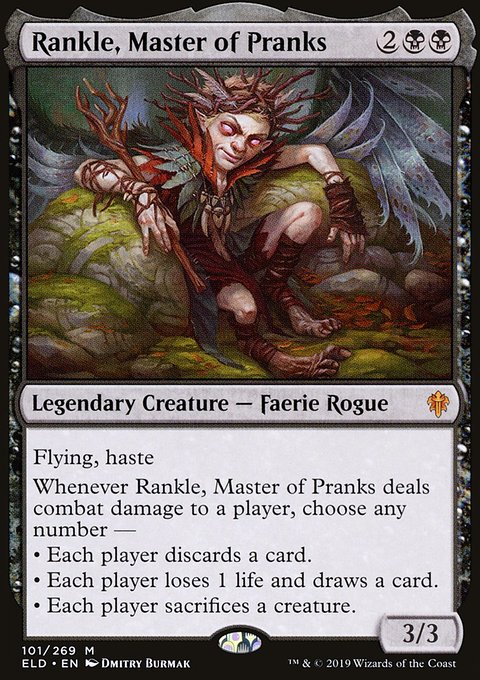 Rankle, Master of Pranks 2
Legendary Creature — Faerie Rogue
Flying, haste
Whenever Rankle, Master of Pranks deals
combat damage to a player, choose any
number —
• Each player discards a card.
• Each player loses 1 life and draws a card.
• Each player sacrifices a creature.
3/3
101/269 M
ELD • EN Dmitry Burmak
™ & © 2019 Wizards of the Coast